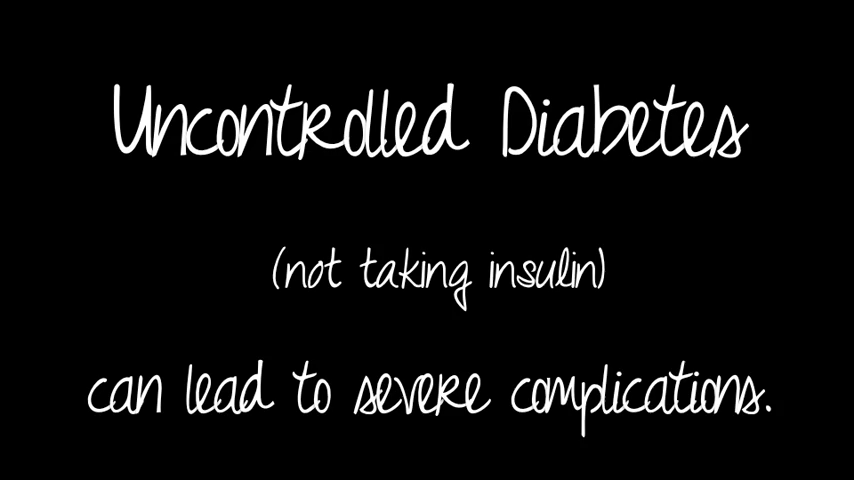 Uncontrolled Diabetes
(not taking insulin)
can lead to severe complications.